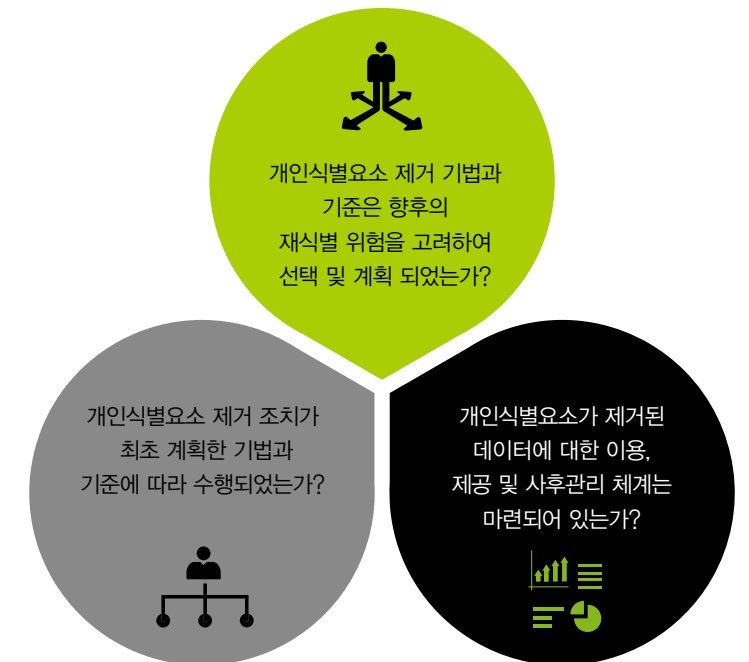 개인식별요소 제거 기법과
기준은 향후의
재식별 위험을 고려하여
선택 및 계획 되었는가?
개인식별요소 제거 조치가
최초 계획한 기법과
기준에 따라 수행되었는가?
개인식별요소가 제거된
데이터에 대한 이용,
제공 및 사후관리 체계는
마련되어 있는가?